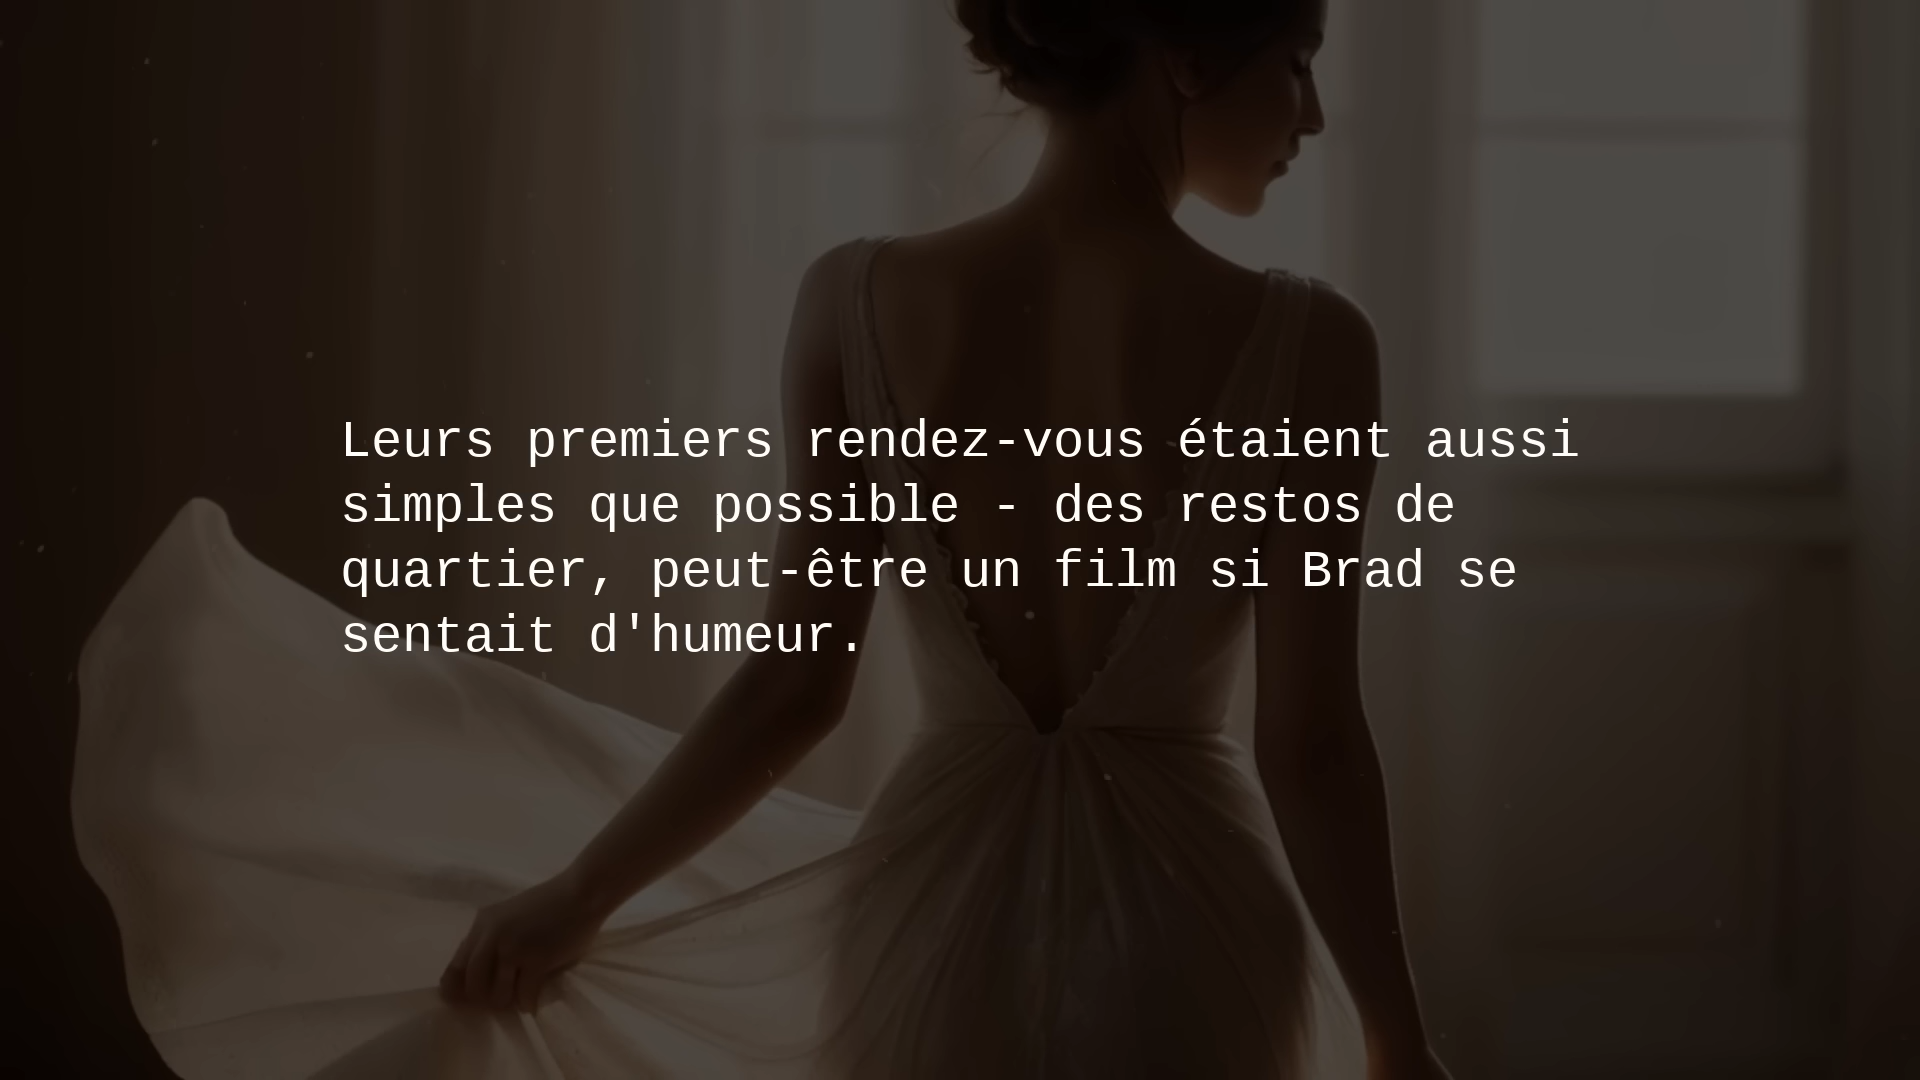 Leurs premiers rendez-vous étaient aussi
simples que possible - des restos de
quartier, peut-être un film si Brad se
sentait d'humeur.